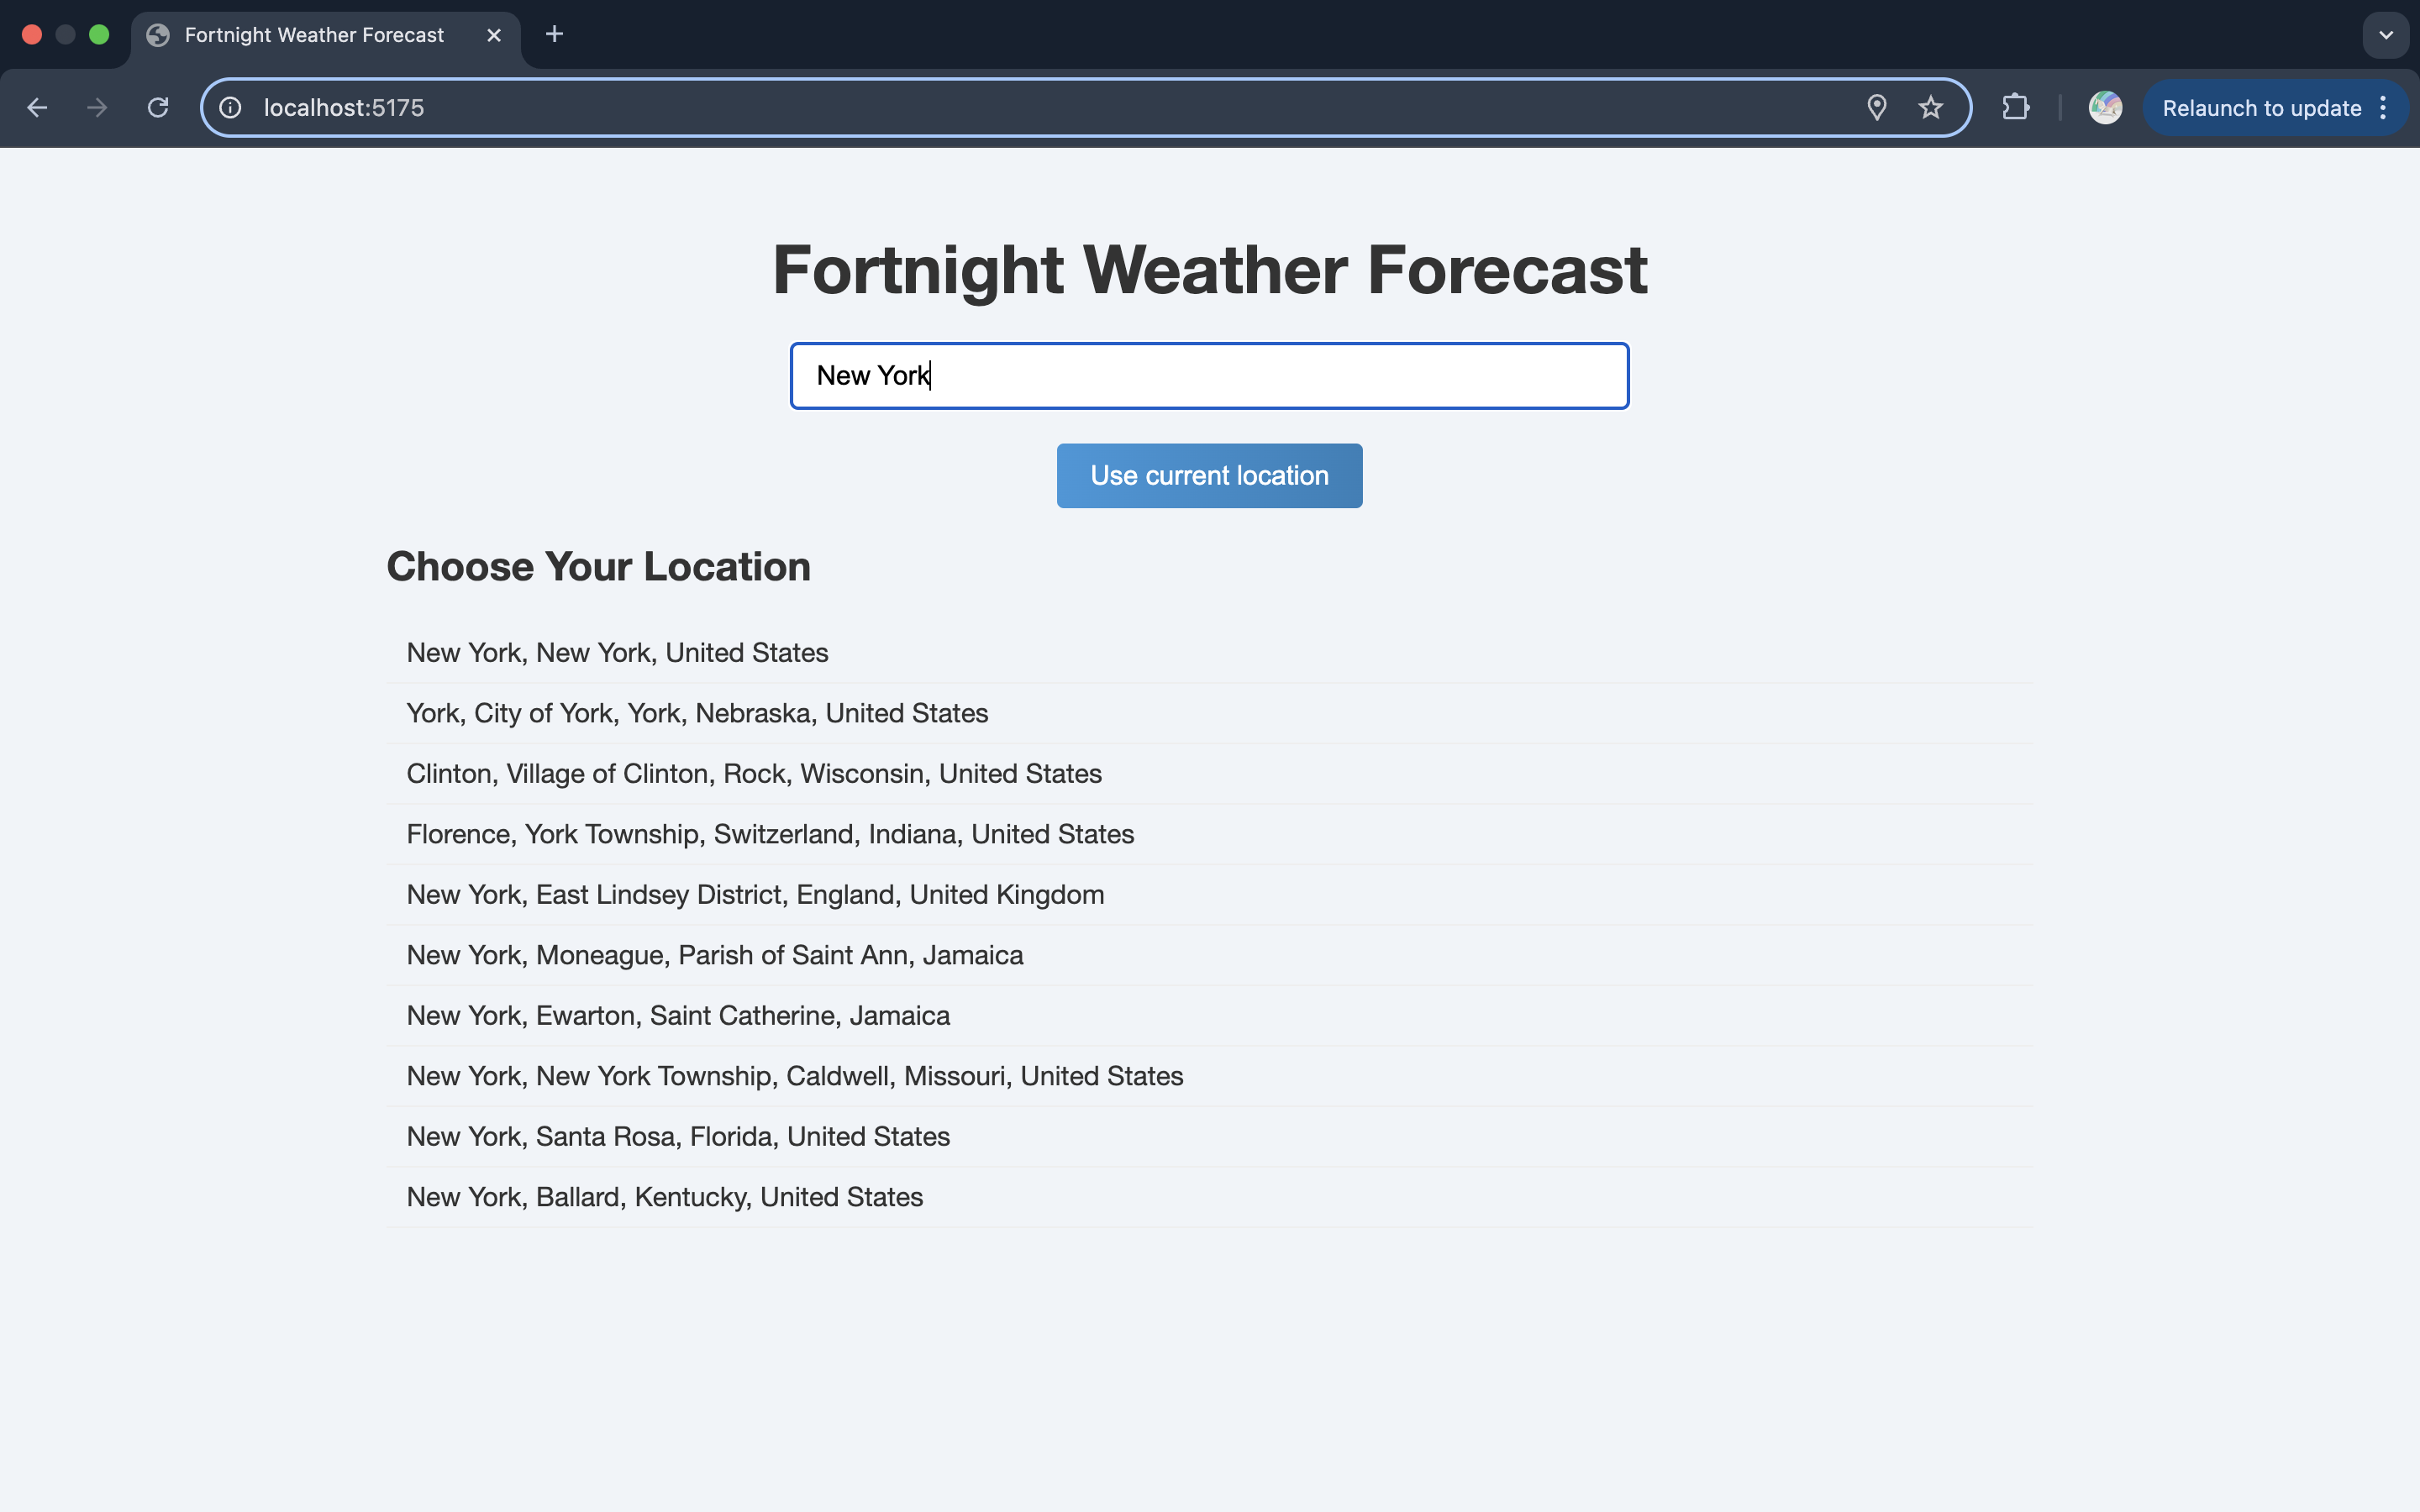 Fortnight Weather Forecast
localhost:5175
Relaunch to update
Fortnight Weather Forecast
New York
Use current location
Choose Your Location
New York, New York, United States
York, City of York, York, Nebraska, United States
Clinton, Village of Clinton, Rock, Wisconsin, United States
Florence, York Township, Switzerland, Indiana, United States
New York, East Lindsey District, England, United Kingdom
New York, Moneague, Parish of Saint Ann, Jamaica
New York, Ewarton, Saint Catherine, Jamaica
New York, New York Township, Caldwell, Missouri, United States
New York, Santa Rosa, Florida, United States
New York, Ballard, Kentucky, United States